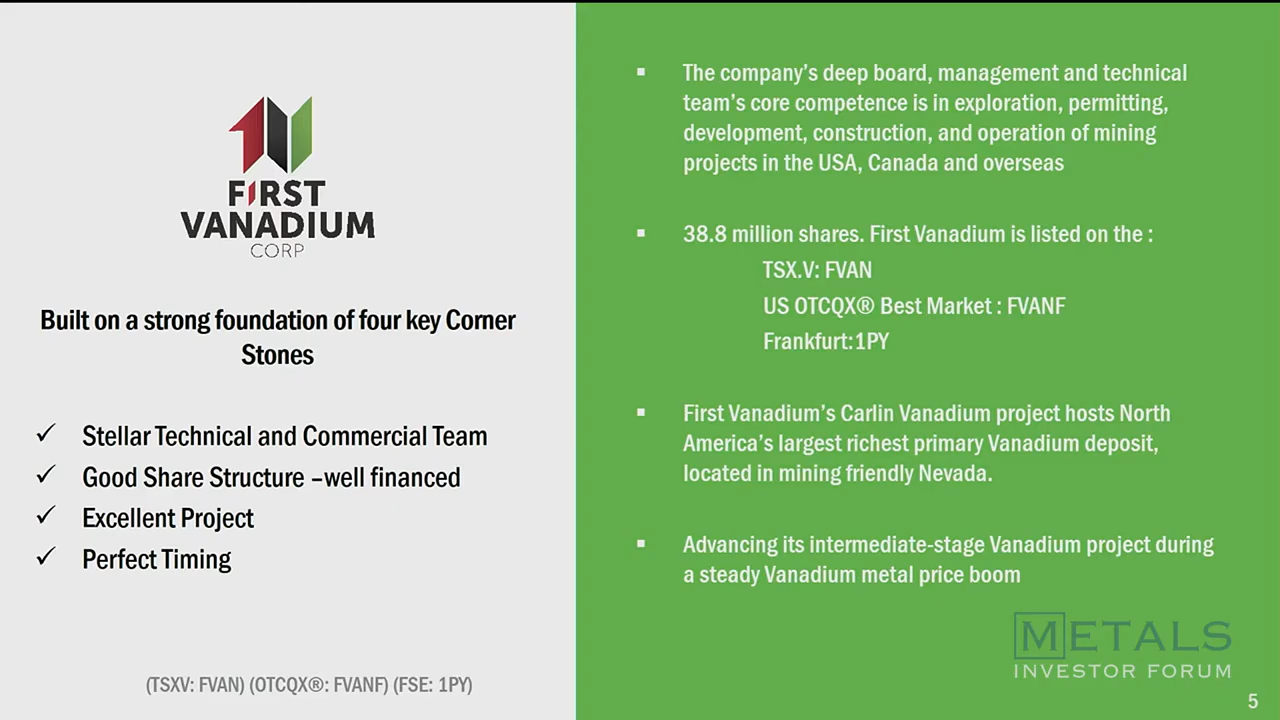 FIRST
VANADIUM
CORP
Built on a strong foundation of four key Corner
Stones
✓ Stellar Technical and Commercial Team
✓ Good Share Structure –well financed
✓ Excellent Project
✓ Perfect Timing
(TSXV: FVAN) (OTCQX®: FVANF) (FSE: 1PY)
▪ The company's deep board, management and technical
team's core competence is in exploration, permitting,
development, construction, and operation of mining
projects in the USA, Canada and overseas
▪ 38.8 million shares. First Vanadium is listed on the :
TSX.V: FVAN
US OTCQX® Best Market : FVANF
Frankfurt:1PY
▪ First Vanadium's Carlin Vanadium project hosts North
America's largest richest primary Vanadium deposit,
located in mining friendly Nevada.
▪ Advancing its intermediate-stage Vanadium project during
a steady Vanadium metal price boom
METALS
INVESTOR FORUM
5